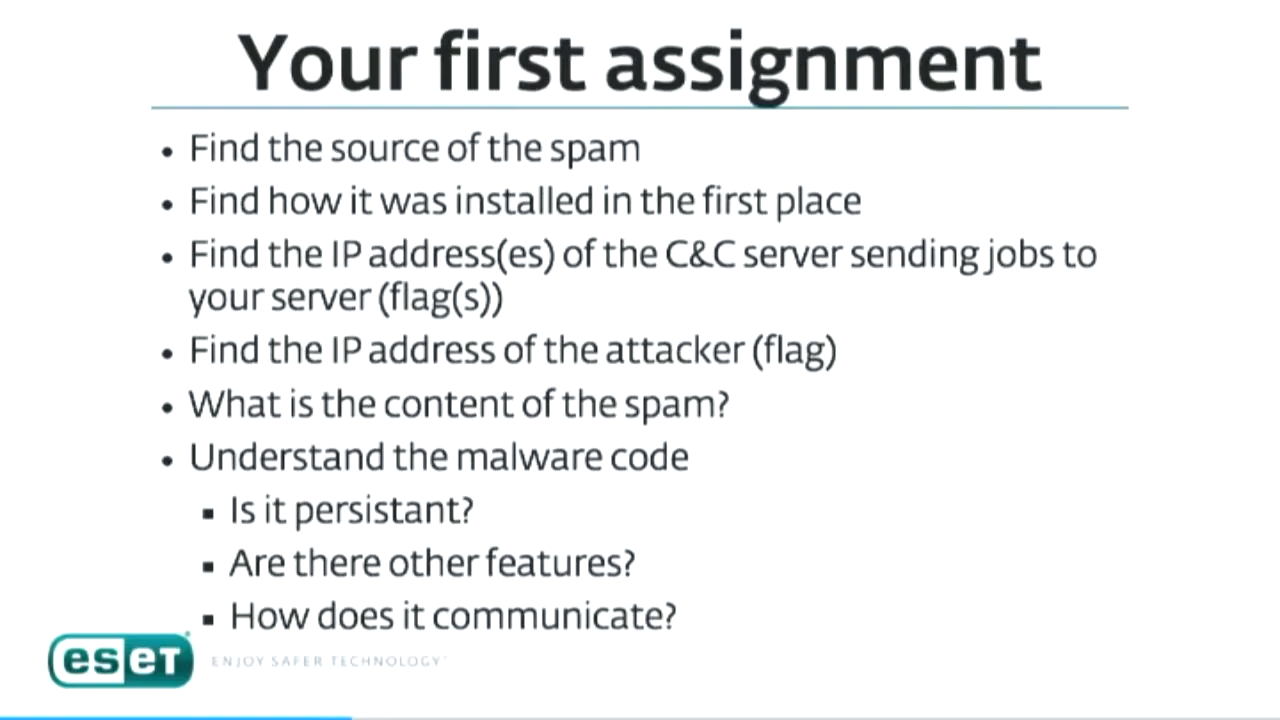 Your first assignment
• Find the source of the spam
• Find how it was installed in the first place
• Find the IP address(es) of the C&C server sending jobs to
your server (flag(s))
• Find the IP address of the attacker (flag)
• What is the content of the spam?
• Understand the malware code
▪ Is it persistant?
▪ Are there other features?
▪ How does it communicate?
eset ENJOY SAFER TECHNOLOGY™